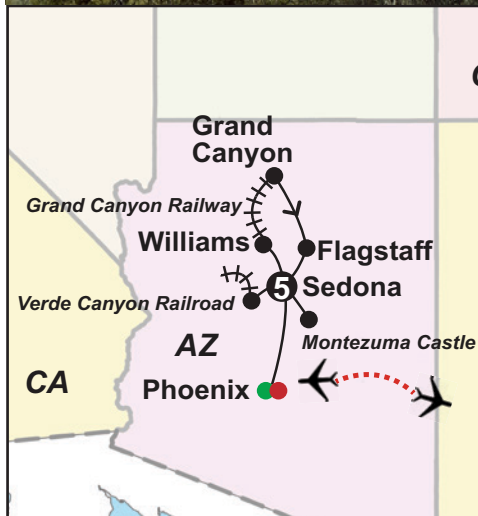 Grand
Canyon
Grand Canyon Railway
Williams
Flagstaff
5
Sedona
Verde Canyon Railroad
Montezuma Castle
AZ
CA
Phoenix